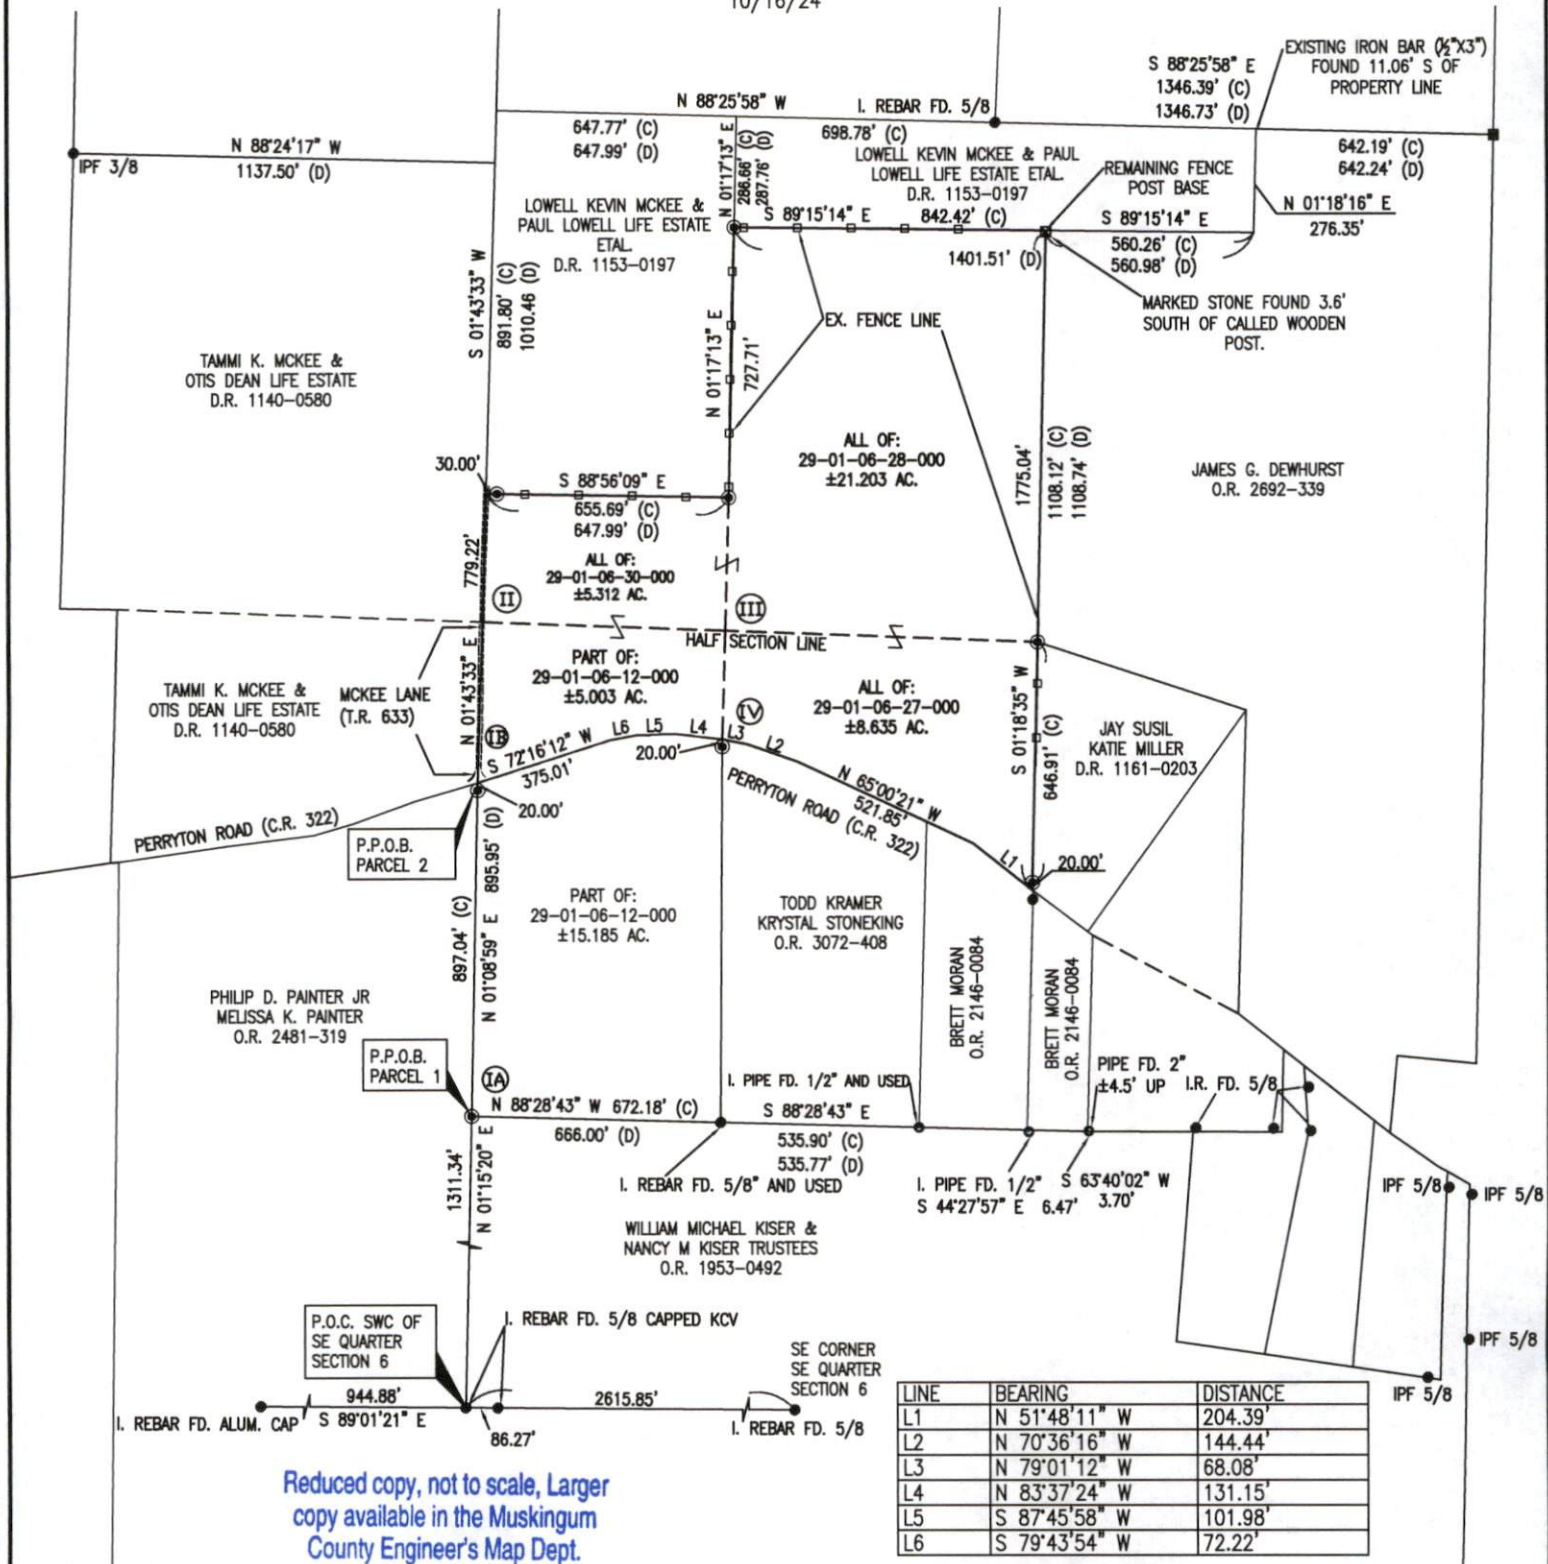 10/16/24
EXISTING IRON BAR (½"X3")
FOUND 11.06' S OF
PROPERTY LINE
S 88°25'58" E
1346.39' (C)
1346.73' (D)
N 88°25'58" W
I. REBAR FD. 5/8
647.77' (C)
647.99' (D)
698.78' (C)
N 88°24'17" W
1137.50' (D)
IPF 3/8
642.19' (C)
642.24' (D)
N 01°17'13" E
286.66' (C)
287.76' (D)
LOWELL KEVIN MCKEE & PAUL
LOWELL LIFE ESTATE ETAL.
D.R. 1153-0197
REMAINING FENCE
POST BASE
N 01°18'16" E
276.35'
LOWELL KEVIN MCKEE &
PAUL LOWELL LIFE ESTATE
ETAL.
D.R. 1153-0197
S 89°15'14" E
842.42' (C)
1401.51' (D)
S 89°15'14" E
560.26' (C)
560.98' (D)
S 01°43'33" W
891.80' (C)
1010.46 (D)
MARKED STONE FOUND 3.6'
SOUTH OF CALLED WOODEN
POST.
EX. FENCE LINE
N 01°17'13" E
727.71'
TAMMI K. MCKEE &
OTIS DEAN LIFE ESTATE
D.R. 1140-0580
ALL OF:
29-01-06-28-000
±21.203 AC.
1775.04'
1108.12' (C)
1108.74' (D)
JAMES G. DEWHURST
O.R. 2692-339
30.00'
S 88°56'09" E
655.69' (C)
647.99' (D)
779.22'
ALL OF:
29-01-06-30-000
±5.312 AC.
II
III
HALF SECTION LINE
N 01°43'33" E
PART OF:
29-01-06-12-000
±5.003 AC.
TAMMI K. MCKEE &
OTIS DEAN LIFE ESTATE
D.R. 1140-0580
MCKEE LANE
(T.R. 633)
ALL OF:
29-01-06-27-000
±8.635 AC.
S 01°18'35" W
646.91' (C)
JAY SUSIL
KATIE MILLER
D.R. 1161-0203
IB
IV
S 72°16'12" W
375.01'
L6
L5
L4
L3
L2
20.00'
N 65°00'21" W
521.85'
PERRYTON ROAD (C.R. 322)
L1
20.00'
20.00'
PERRYTON ROAD (C.R. 322)
P.P.O.B.
PARCEL 2
897.04' (C)
N 01°08'59" E
895.95' (D)
PART OF:
29-01-06-12-000
±15.185 AC.
TODD KRAMER
KRYSTAL STONEKING
O.R. 3072-408
BRETT MORAN
O.R. 2146-0084
BRETT MORAN
O.R. 2146-0084
PHILIP D. PAINTER JR
MELISSA K. PAINTER
O.R. 2481-319
P.P.O.B.
PARCEL 1
IA
I. PIPE FD. 1/2" AND USED
PIPE FD. 2"
±4.5' UP
I.R. FD. 5/8
N 88°28'43" W 672.18' (C)
666.00' (D)
S 88°28'43" E
535.90' (C)
535.77' (D)
1311.34'
N 01°15'20" E
I. REBAR FD. 5/8" AND USED
I. PIPE FD. 1/2"
S 44°27'57" E 6.47'
S 63°40'02" W
3.70'
IPF 5/8
IPF 5/8
WILLIAM MICHAEL KISER &
NANCY M KISER TRUSTEES
O.R. 1953-0492
P.O.C. SWC OF
SE QUARTER
SECTION 6
I. REBAR FD. 5/8 CAPPED KCV
SE CORNER
SE QUARTER
SECTION 6
IPF 5/8
IPF 5/8
944.88'
S 89°01'21" E
2615.85'
I. REBAR FD. ALUM. CAP
86.27'
I. REBAR FD. 5/8
LINE BEARING DISTANCE
L1 N 51°48'11" W 204.39'
L2 N 70°36'16" W 144.44'
L3 N 79°01'12" W 68.08'
L4 N 83°37'24" W 131.15'
L5 S 87°45'58" W 101.98'
L6 S 79°43'54" W 72.22'
Reduced copy, not to scale, Larger
copy available in the Muskingum
County Engineer's Map Dept.